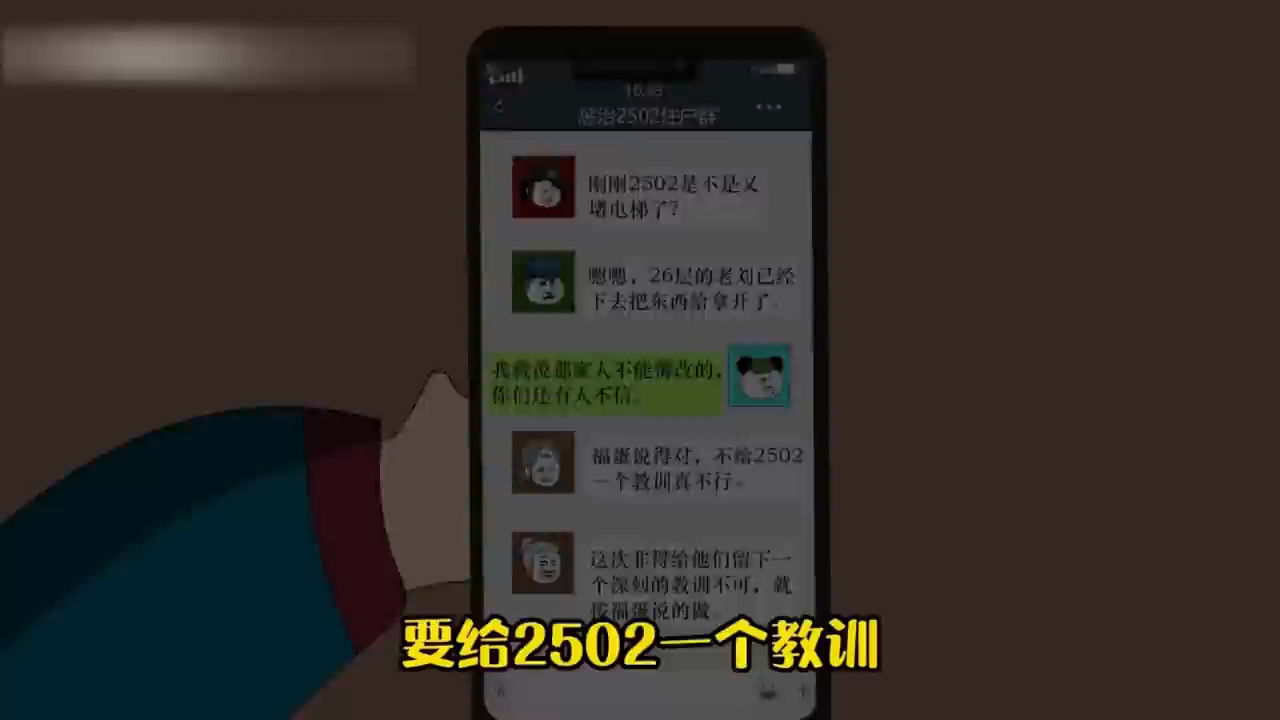 惩治2502住户群
刚刚2502是不是又
堵电梯了?
嗯嗯，26层的老刘已经
下去把东西给拿开了。
我就说那家人不能悔改的，
你们还有人不信。
福蛋说得对，不给2502
一个教训真不行。
这次非得给他们留下一
个深刻的教训不可，就
按福蛋说的做。
要给2502一个教训